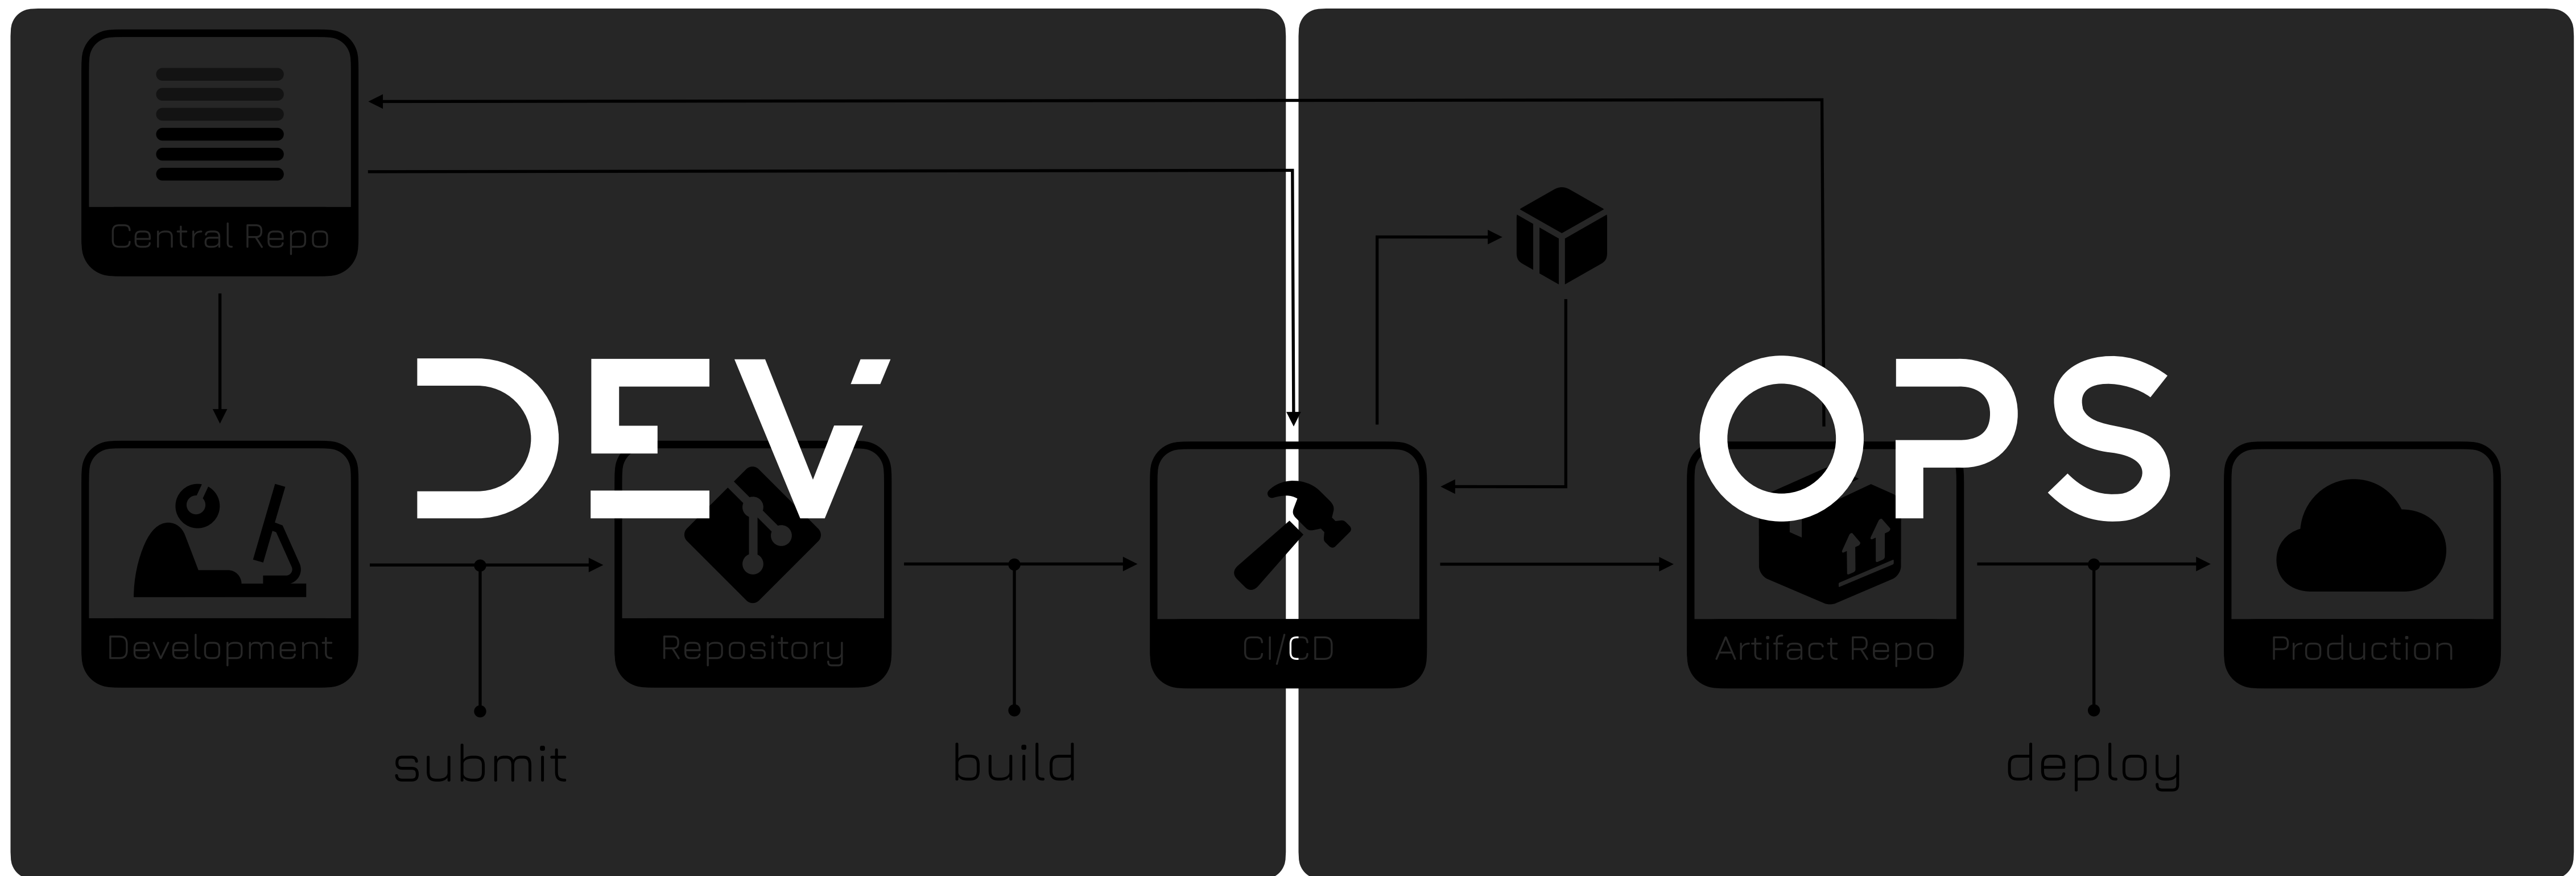 Central Repo
DEV
OPS
Development
Repository
CI/CD
Artifact Repo
Production
submit
build
deploy